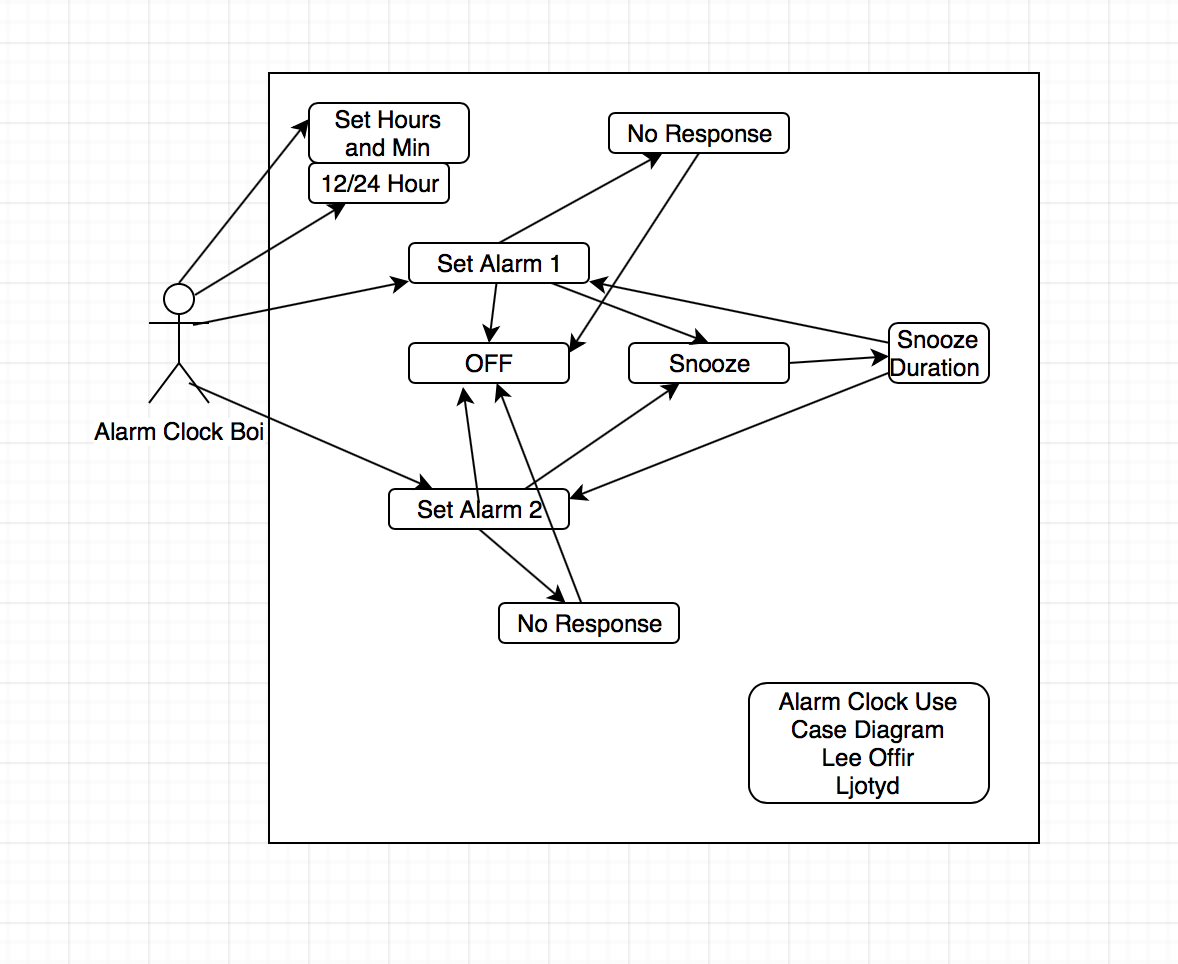 Set Hours
and Min
12/24 Hour
No Response
Set Alarm 1
OFF
Snooze
Snooze
Duration
Alarm Clock Boi
Set Alarm 2
No Response
Alarm Clock Use
Case Diagram
Lee Offir
Ljotyd